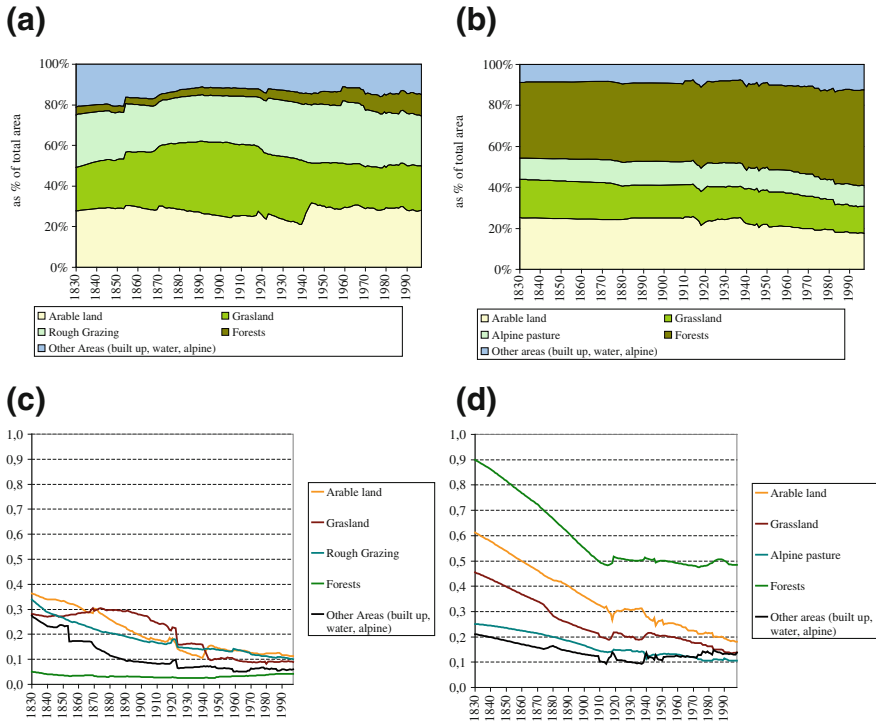 (a)
100%
80%
60%
40%
20%
0%
as % of total area
1830 1840 1850 1860 1870 1880 1890 1900 1910 1920 1930 1940 1950 1960 1970 1980 1990
Arable land Grasland
Rough Grazing Forests
Other Areas (built up, water, alpine)
(b)
100%
80%
60%
40%
20%
0%
as % of total area
1830 1840 1850 1860 1870 1880 1890 1900 1910 1920 1930 1940 1950 1960 1970 1980 1990
Arable land Grassland
Alpine pasture Forests
Other areas (built up, water, alpine)
(c)
1,0
0,9
0,8
0,7
0,6
0,5
0,4
0,3
0,2
0,1
0,0
1830 1840 1850 1860 1870 1880 1890 1900 1910 1920 1930 1940 1950 1960 1970 1980 1990
Arable land
Grasland
Rough Grazing
Forests
Other Areas (built up,
water, alpine)
(d)
1,0
0,9
0,8
0,7
0,6
0,5
0,4
0,3
0,2
0,1
0,0
1830 1840 1850 1860 1870 1880 1890 1900 1910 1920 1930 1940 1950 1960 1970 1980 1990
Arable land
Grassland
Alpine pasture
Forests
Other areas (built up,
water, alpine)